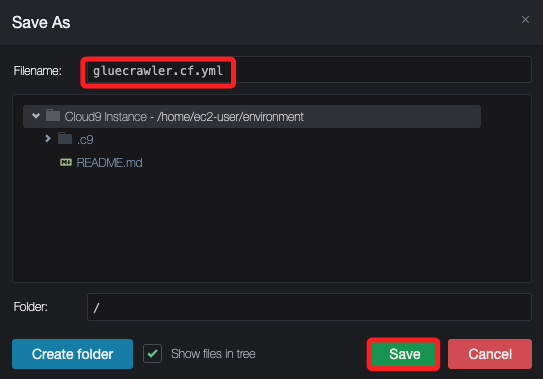 Save As
×
Filename:
gluecrawler.cf.yml
Cloud9 Instance - /home/ec2-user/environment
.c9
README.md
Folder:
/
Create folder
Show files in tree
Save
Cancel